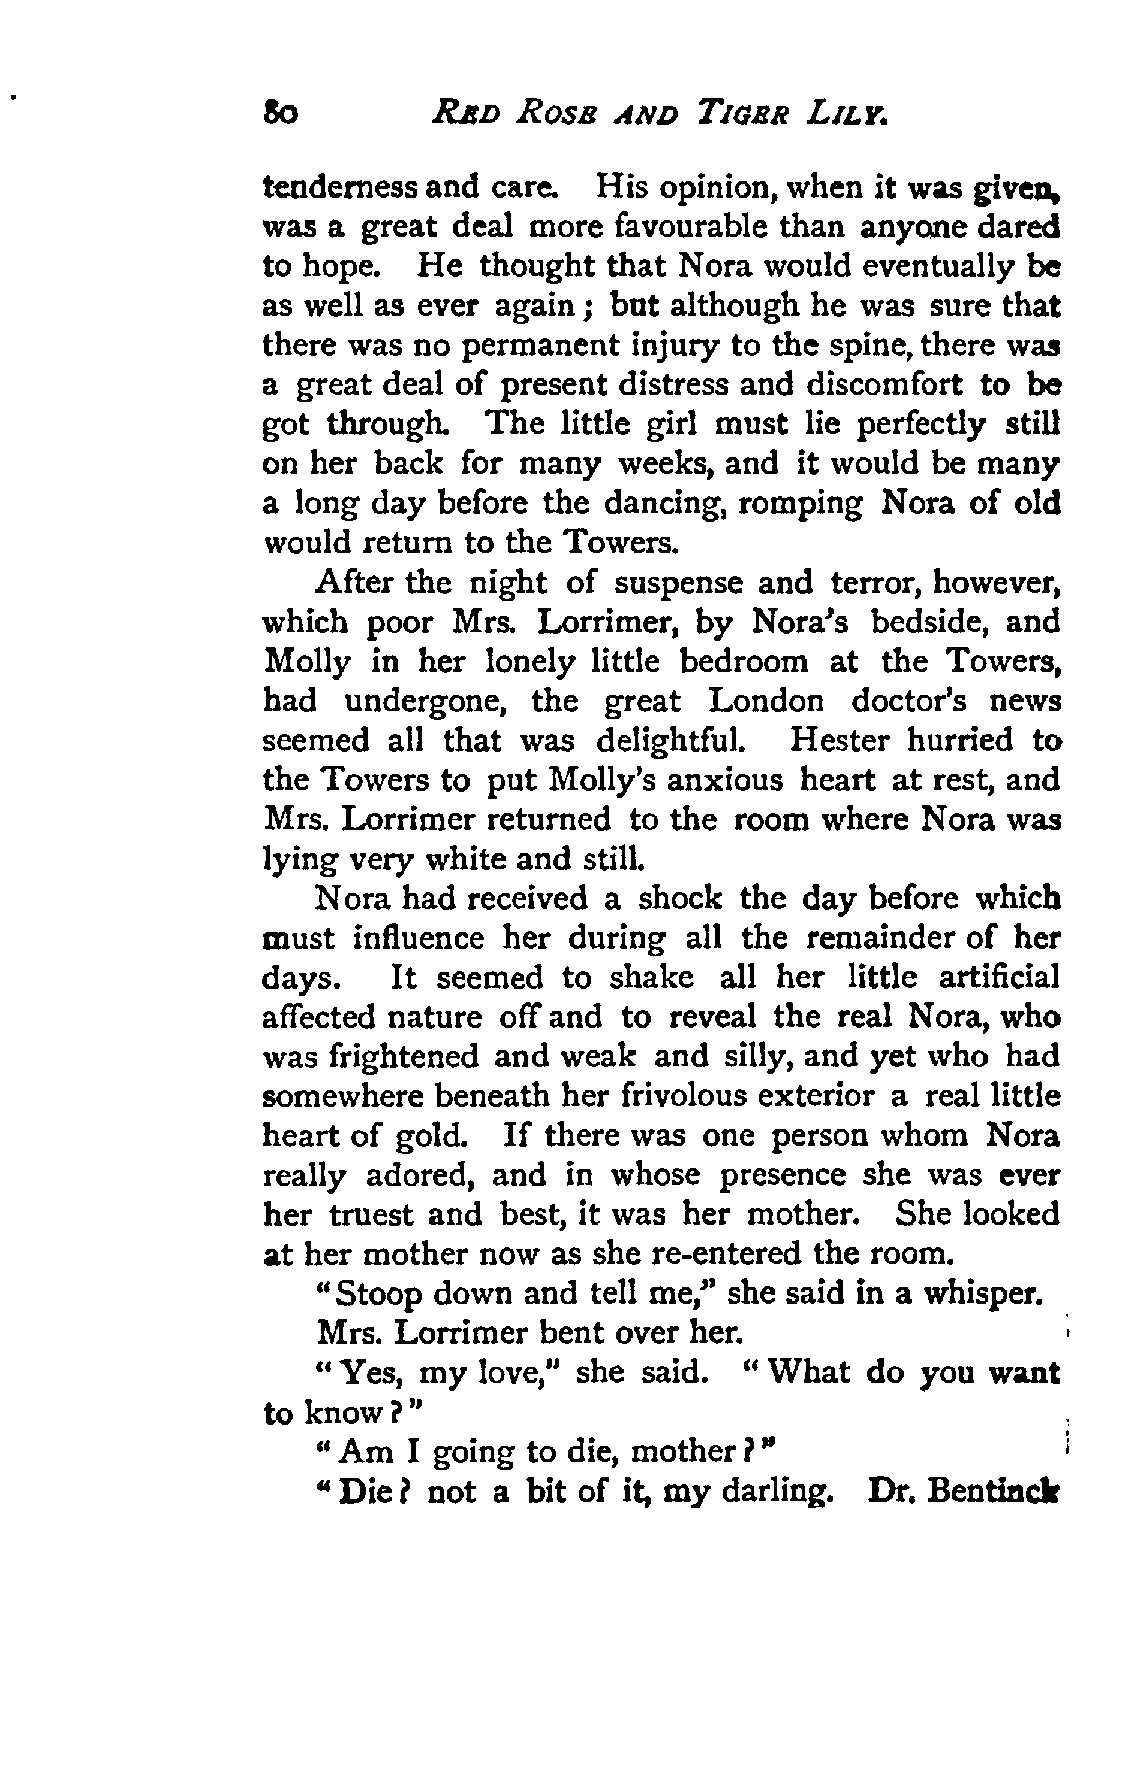 80 RED ROSE AND TIGER LILY.
tenderness and care. His opinion, when it was given,
was a great deal more favourable than anyone dared
to hope. He thought that Nora would eventually be
as well as ever again; but although he was sure that
there was no permanent injury to the spine, there was
a great deal of present distress and discomfort to be
got through. The little girl must lie perfectly still
on her back for many weeks, and it would be many
a long day before the dancing, romping Nora of old
would return to the Towers.
After the night of suspense and terror, however,
which poor Mrs. Lorrimer, by Nora's bedside, and
Molly in her lonely little bedroom at the Towers,
had undergone, the great London doctor's news
seemed all that was delightful. Hester hurried to
the Towers to put Molly's anxious heart at rest, and
Mrs. Lorrimer returned to the room where Nora was
lying very white and still.
Nora had received a shock the day before which
must influence her during all the remainder of her
days. It seemed to shake all her little artificial
affected nature off and to reveal the real Nora, who
was frightened and weak and silly, and yet who had
somewhere beneath her frivolous exterior a real little
heart of gold. If there was one person whom Nora
really adored, and in whose presence she was ever
her truest and best, it was her mother. She looked
at her mother now as she re-entered the room.
"Stoop down and tell me," she said in a whisper.
Mrs. Lorrimer bent over her.
"Yes, my love," she said. "What do you want
to know?"
"Am I going to die, mother?"
"Die? not a bit of it, my darling. Dr. Bentinck